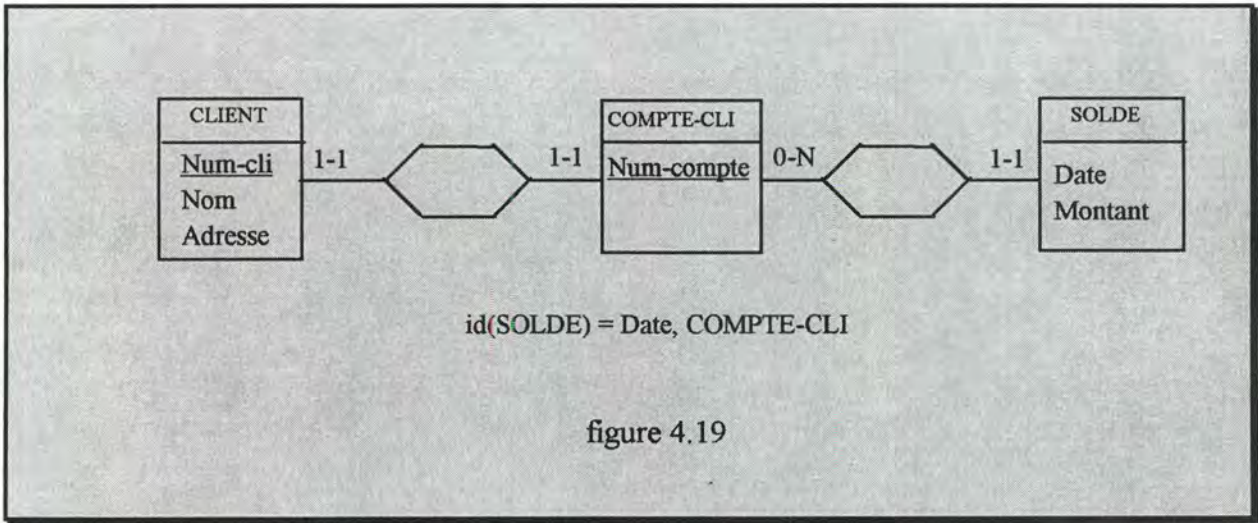 CLIENT
Num-cli
Nom
Adresse
1-1
1-1
COMPTE-CLI
Num-compte
0-N
1-1
SOLDE
Date
Montant
id(SOLDE) = Date, COMPTE-CLI
figure 4.19